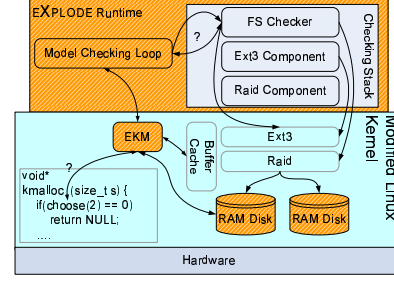 EXPLODE Runtime
Model Checking Loop
?
FS Checker
Ext3 Component
Raid Component
Checking Stack
EKM
Buffer
Cache
Ext3
Raid
RAM Disk
RAM Disk
Modified Linux
Kernel
?
void*
kmalloc (size_t s) {
if(choose(2) == 0)
return NULL;
....
Hardware